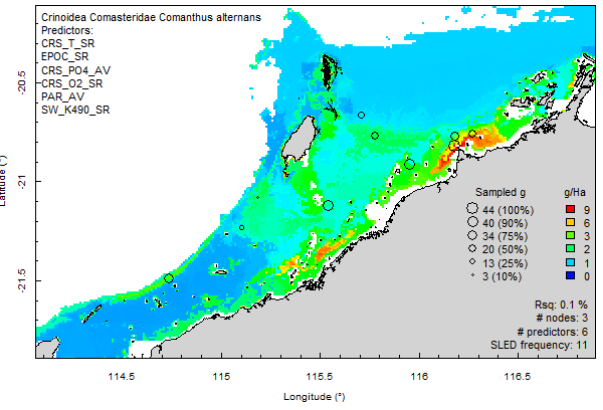 Crinoidea Comasteridae Comanthus alternans
Predictors:
CRS_T_SR
EPOC_SR
CRS_PO4_AV
CRS_O2_SR
PAR_AV
SW_K490_SR
20.5
21
21.5
Latitude (°)
Sampled g
44 (100%)
40 (90%)
34 (75%)
20 (50%)
13 (25%)
3 (10%)
g/Ha
9
6
3
2
1
0
Rsq: 0.1 %
# nodes: 3
# predictors: 6
SLED frequency: 11
114.5
115
115.5
116
116.5
Longitude (°)